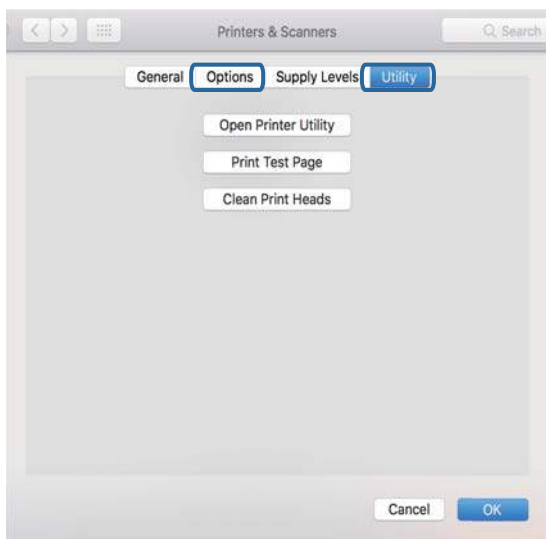 Printers & Scanners Search
General Options Supply Levels Utility
Open Printer Utility
Print Test Page
Clean Print Heads
Cancel OK